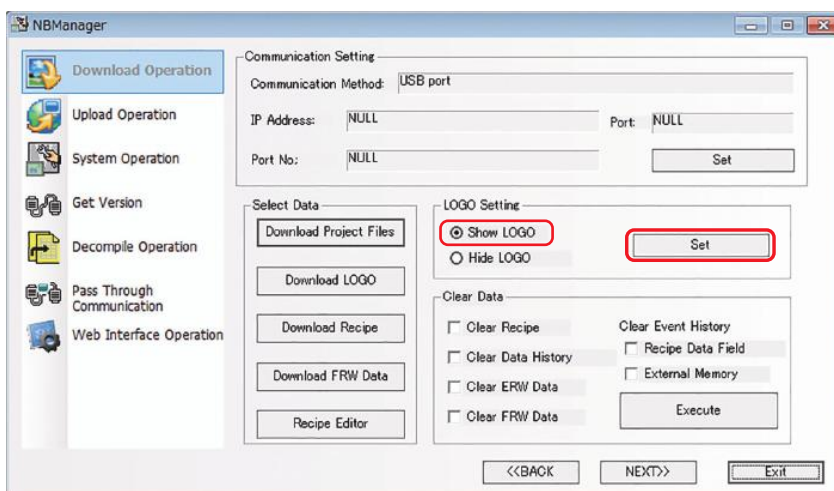 NBManager
Download Operation
Upload Operation
System Operation
Get Version
Decompile Operation
Pass Through
Communication
Web Interface Operation
Communication Setting
Communication Method: USB port
IP Address: NULL Port: NULL
Port No: NULL Set
Select Data
Download Project Files
Download LOGO
Download Recipe
Download FRW Data
Recipe Editor
LOGO Setting
Show LOGO
Hide LOGO
Set
Clear Data
Clear Recipe
Clear Data History
Clear ERW Data
Clear FRW Data
Clear Event History
Recipe Data Field
External Memory
Execute
<<BACK NEXT>> Exit